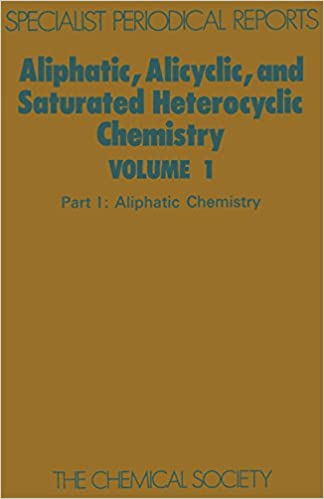 SPECIALIST PERIODICAL REPORTS
Aliphatic, Alicyclic, and
Saturated Heterocyclic
Chemistry
VOLUME 1
Part I: Aliphatic Chemistry
THE CHEMICAL SOCIETY